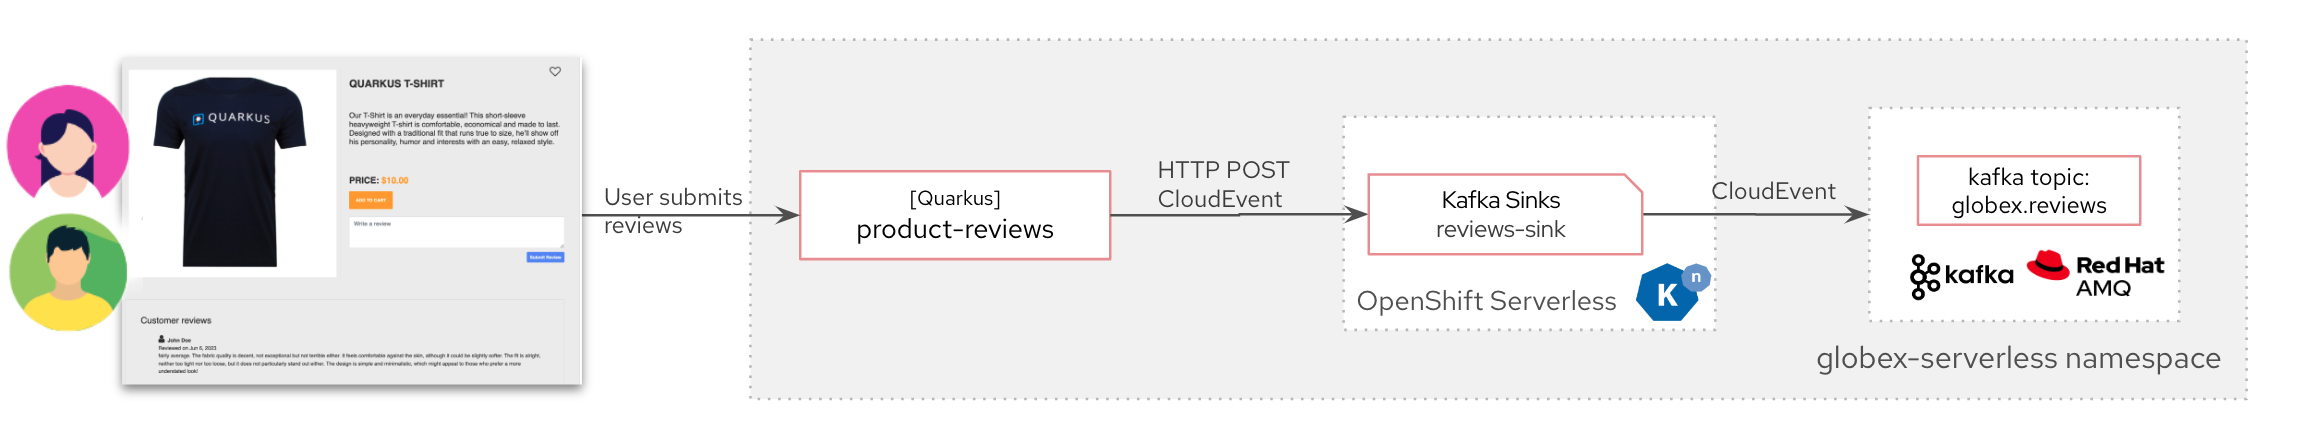 QUARKUS
QUARKUS T-SHIRT
Our T-Shirt is an everyday essential! This short-sleeve
heavyweight T-shirt is comfortable, economical and made to last.
Designed with a traditional fit that runs true to size, he'll show off
his personality, humor and interests with an easy, relaxed style.
PRICE: $10.00
ADD TO CART
Write a review
Submit Review
Customer reviews
John Doe
Reviewed on Jun 5, 2023
fairly average. The fabric quality is decent, not exceptional but not terrible either. It feels comfortable against the skin, although it could be slightly softer. The fit is alright,
neither too tight nor too loose, but it does not particularly stand out either. The design is simple and minimalistic, which might appeal to those who prefer a more
understated look!
User submits
reviews
[Quarkus]
product-reviews
HTTP POST
CloudEvent
Kafka Sinks
reviews-sink
OpenShift Serverless
K
n
CloudEvent
kafka topic:
globex.reviews
kafka
Red Hat
AMQ
globex-serverless namespace